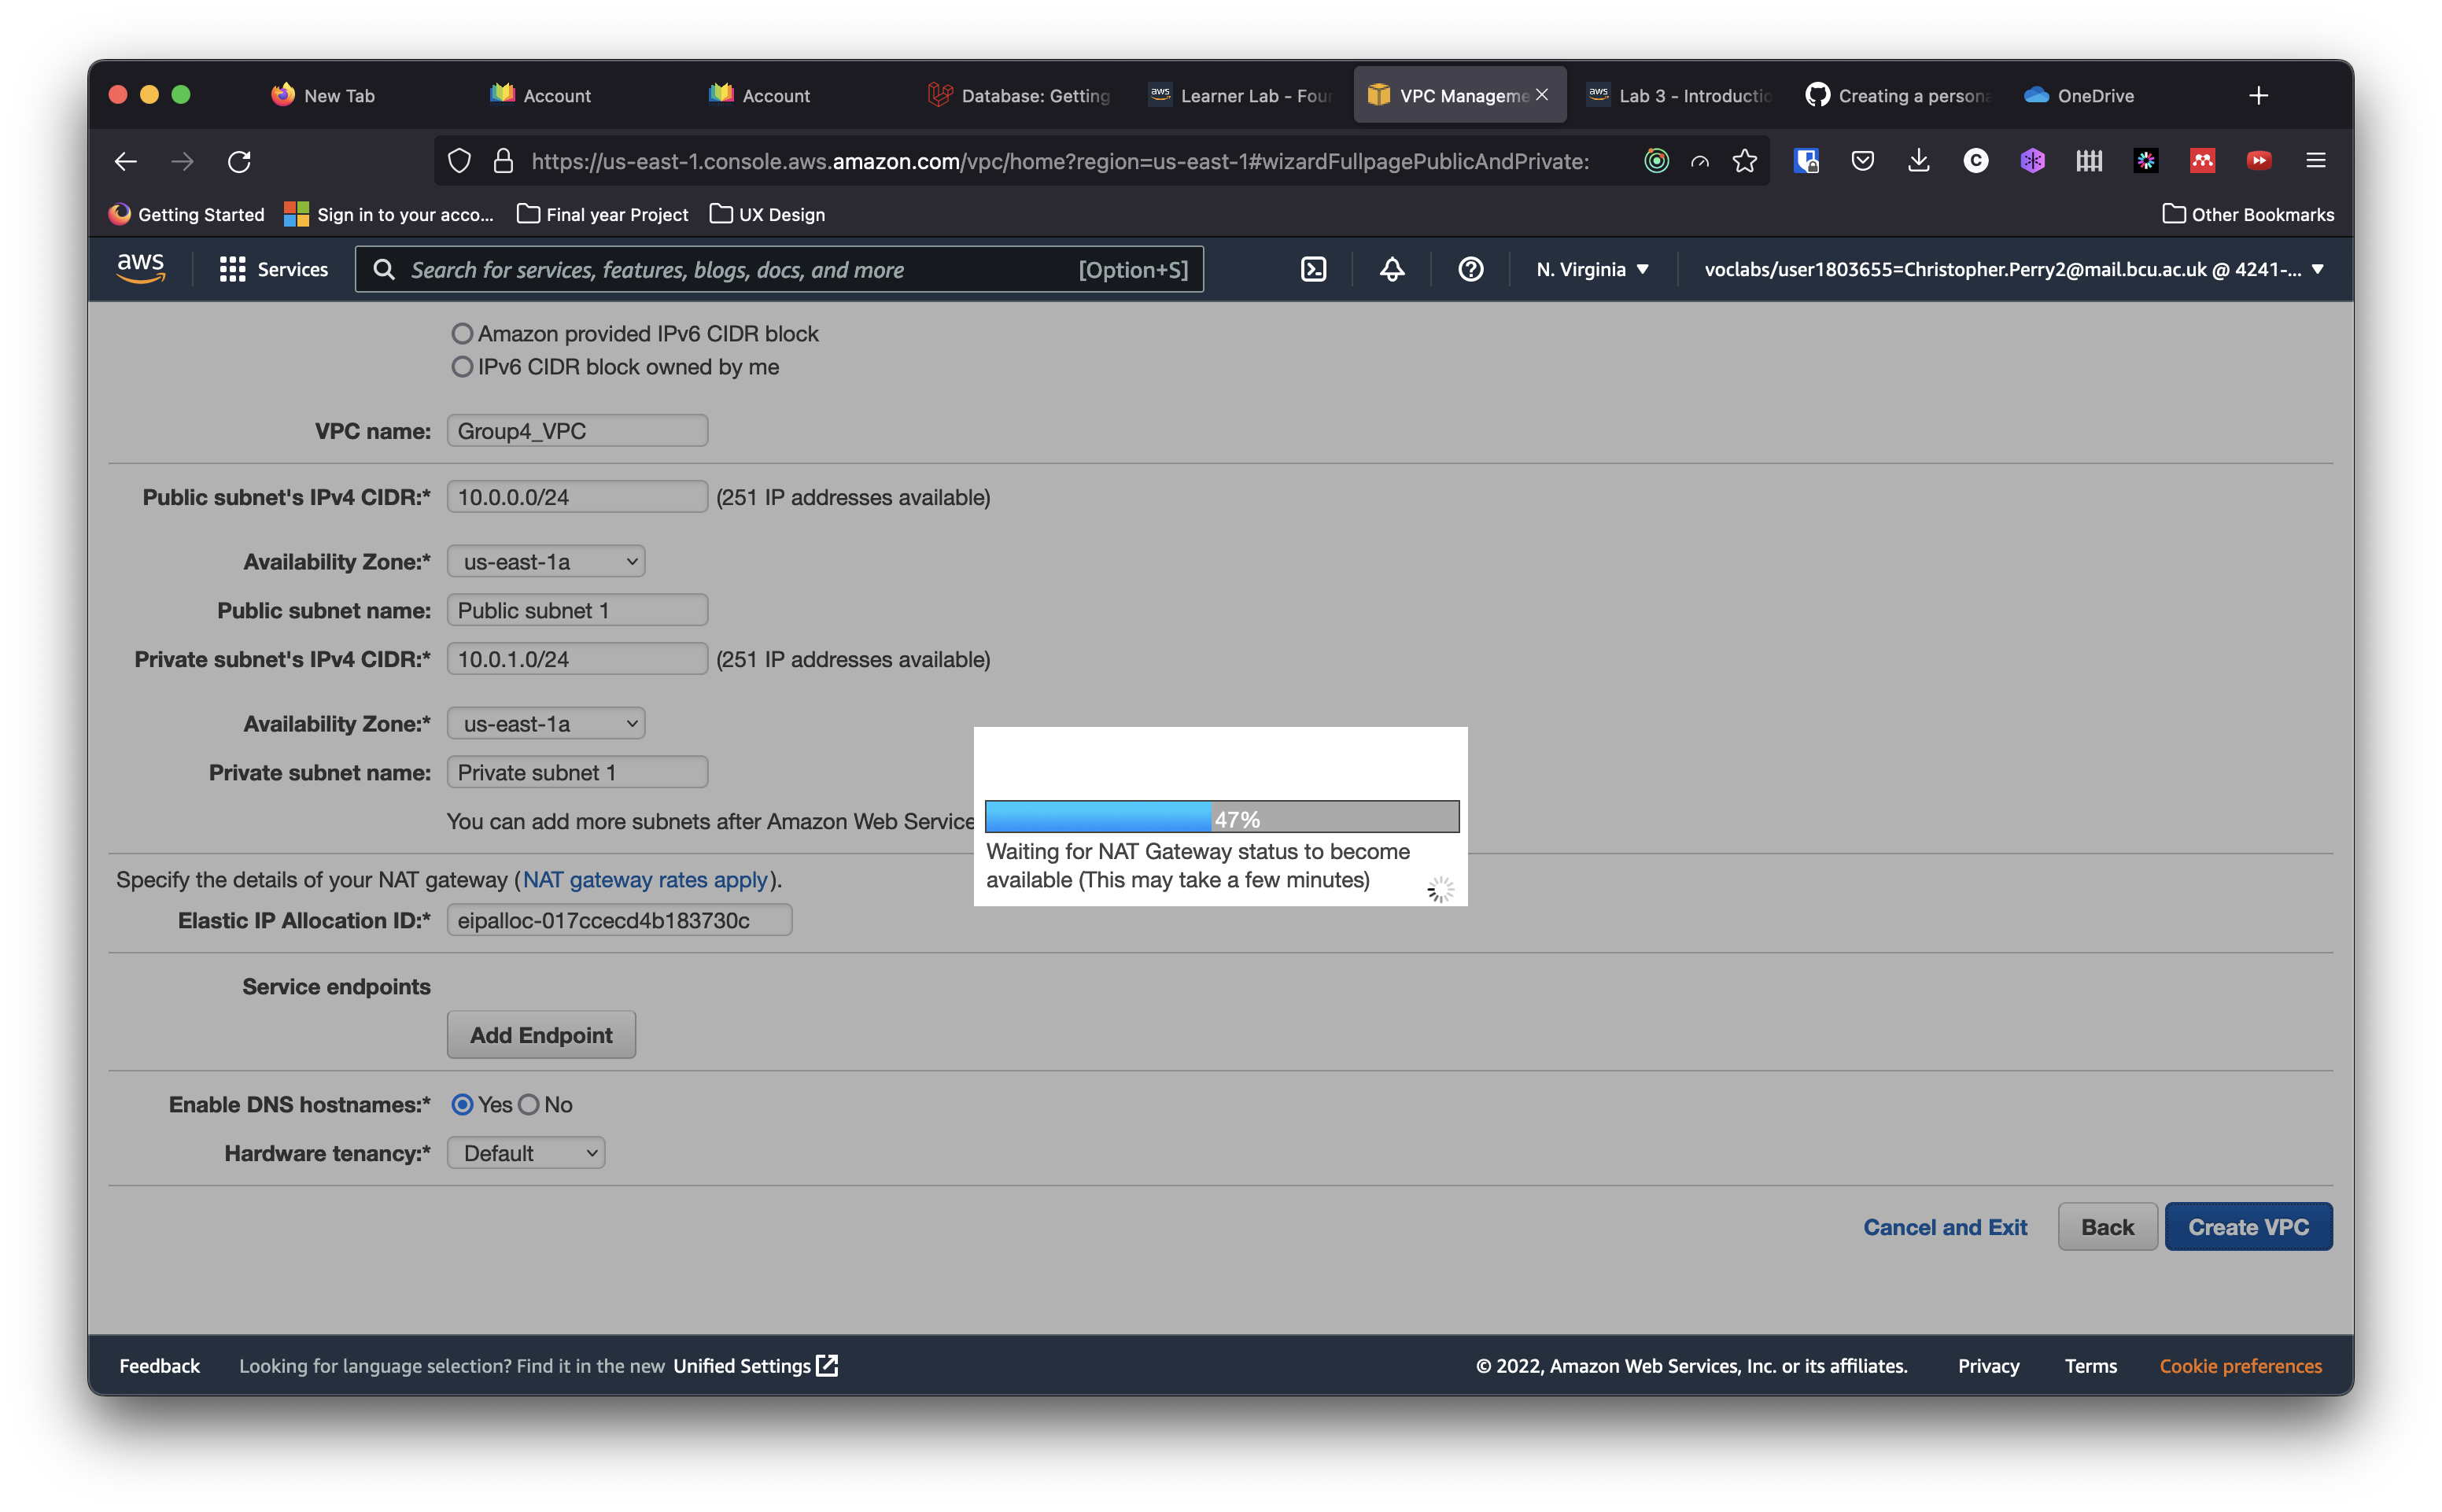 New Tab
Account
Account
Database: Getting
aws Learner Lab - Four
VPC Manageme
aws Lab 3 - Introductio
Creating a persona
OneDrive
https://us-east-1.console.aws.amazon.com/vpc/home?region=us-east-1#wizardFullpagePublicAndPrivate:
Getting Started
Sign in to your acco...
Final year Project
UX Design
Other Bookmarks
aws
Services
Search for services, features, blogs, docs, and more
[Option+S]
N. Virginia
voclabs/user1803655=Christopher.Perry2@mail.bcu.ac.uk @ 4241-...
Amazon provided IPv6 CIDR block
IPv6 CIDR block owned by me
VPC name: Group4_VPC
Public subnet's IPv4 CIDR:* 10.0.0.0/24 (251 IP addresses available)
Availability Zone:* us-east-1a
Public subnet name: Public subnet 1
Private subnet's IPv4 CIDR:* 10.0.1.0/24 (251 IP addresses available)
Availability Zone:* us-east-1a
Private subnet name: Private subnet 1
You can add more subnets after Amazon Web Service
47%
Waiting for NAT Gateway status to become
available (This may take a few minutes)
Specify the details of your NAT gateway (NAT gateway rates apply).
Elastic IP Allocation ID:* eipalloc-017ccecd4b183730c
Service endpoints
Add Endpoint
Enable DNS hostnames:* Yes No
Hardware tenancy:* Default
Cancel and Exit
Back
Create VPC
Feedback
Looking for language selection? Find it in the new Unified Settings
© 2022, Amazon Web Services, Inc. or its affiliates.
Privacy
Terms
Cookie preferences